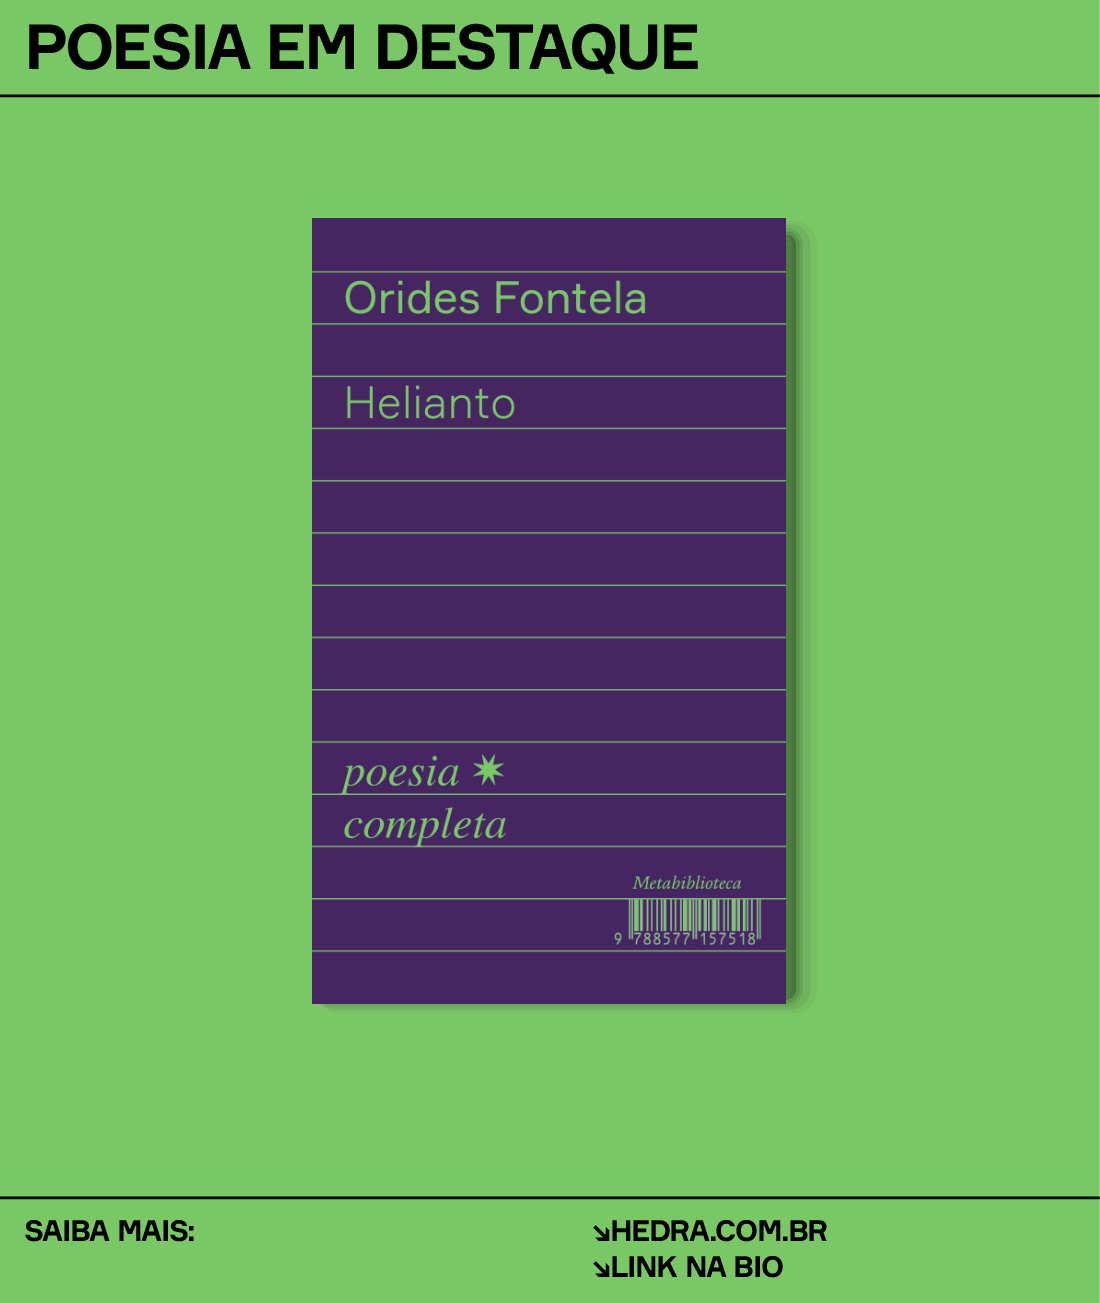 POESIA EM DESTAQUE
Orides Fontela
Helianto
poesia ✷
completa
Metabiblioteca
9 788577 157518
SAIBA MAIS:
↘HEDRA.COM.BR
↘LINK NA BIO